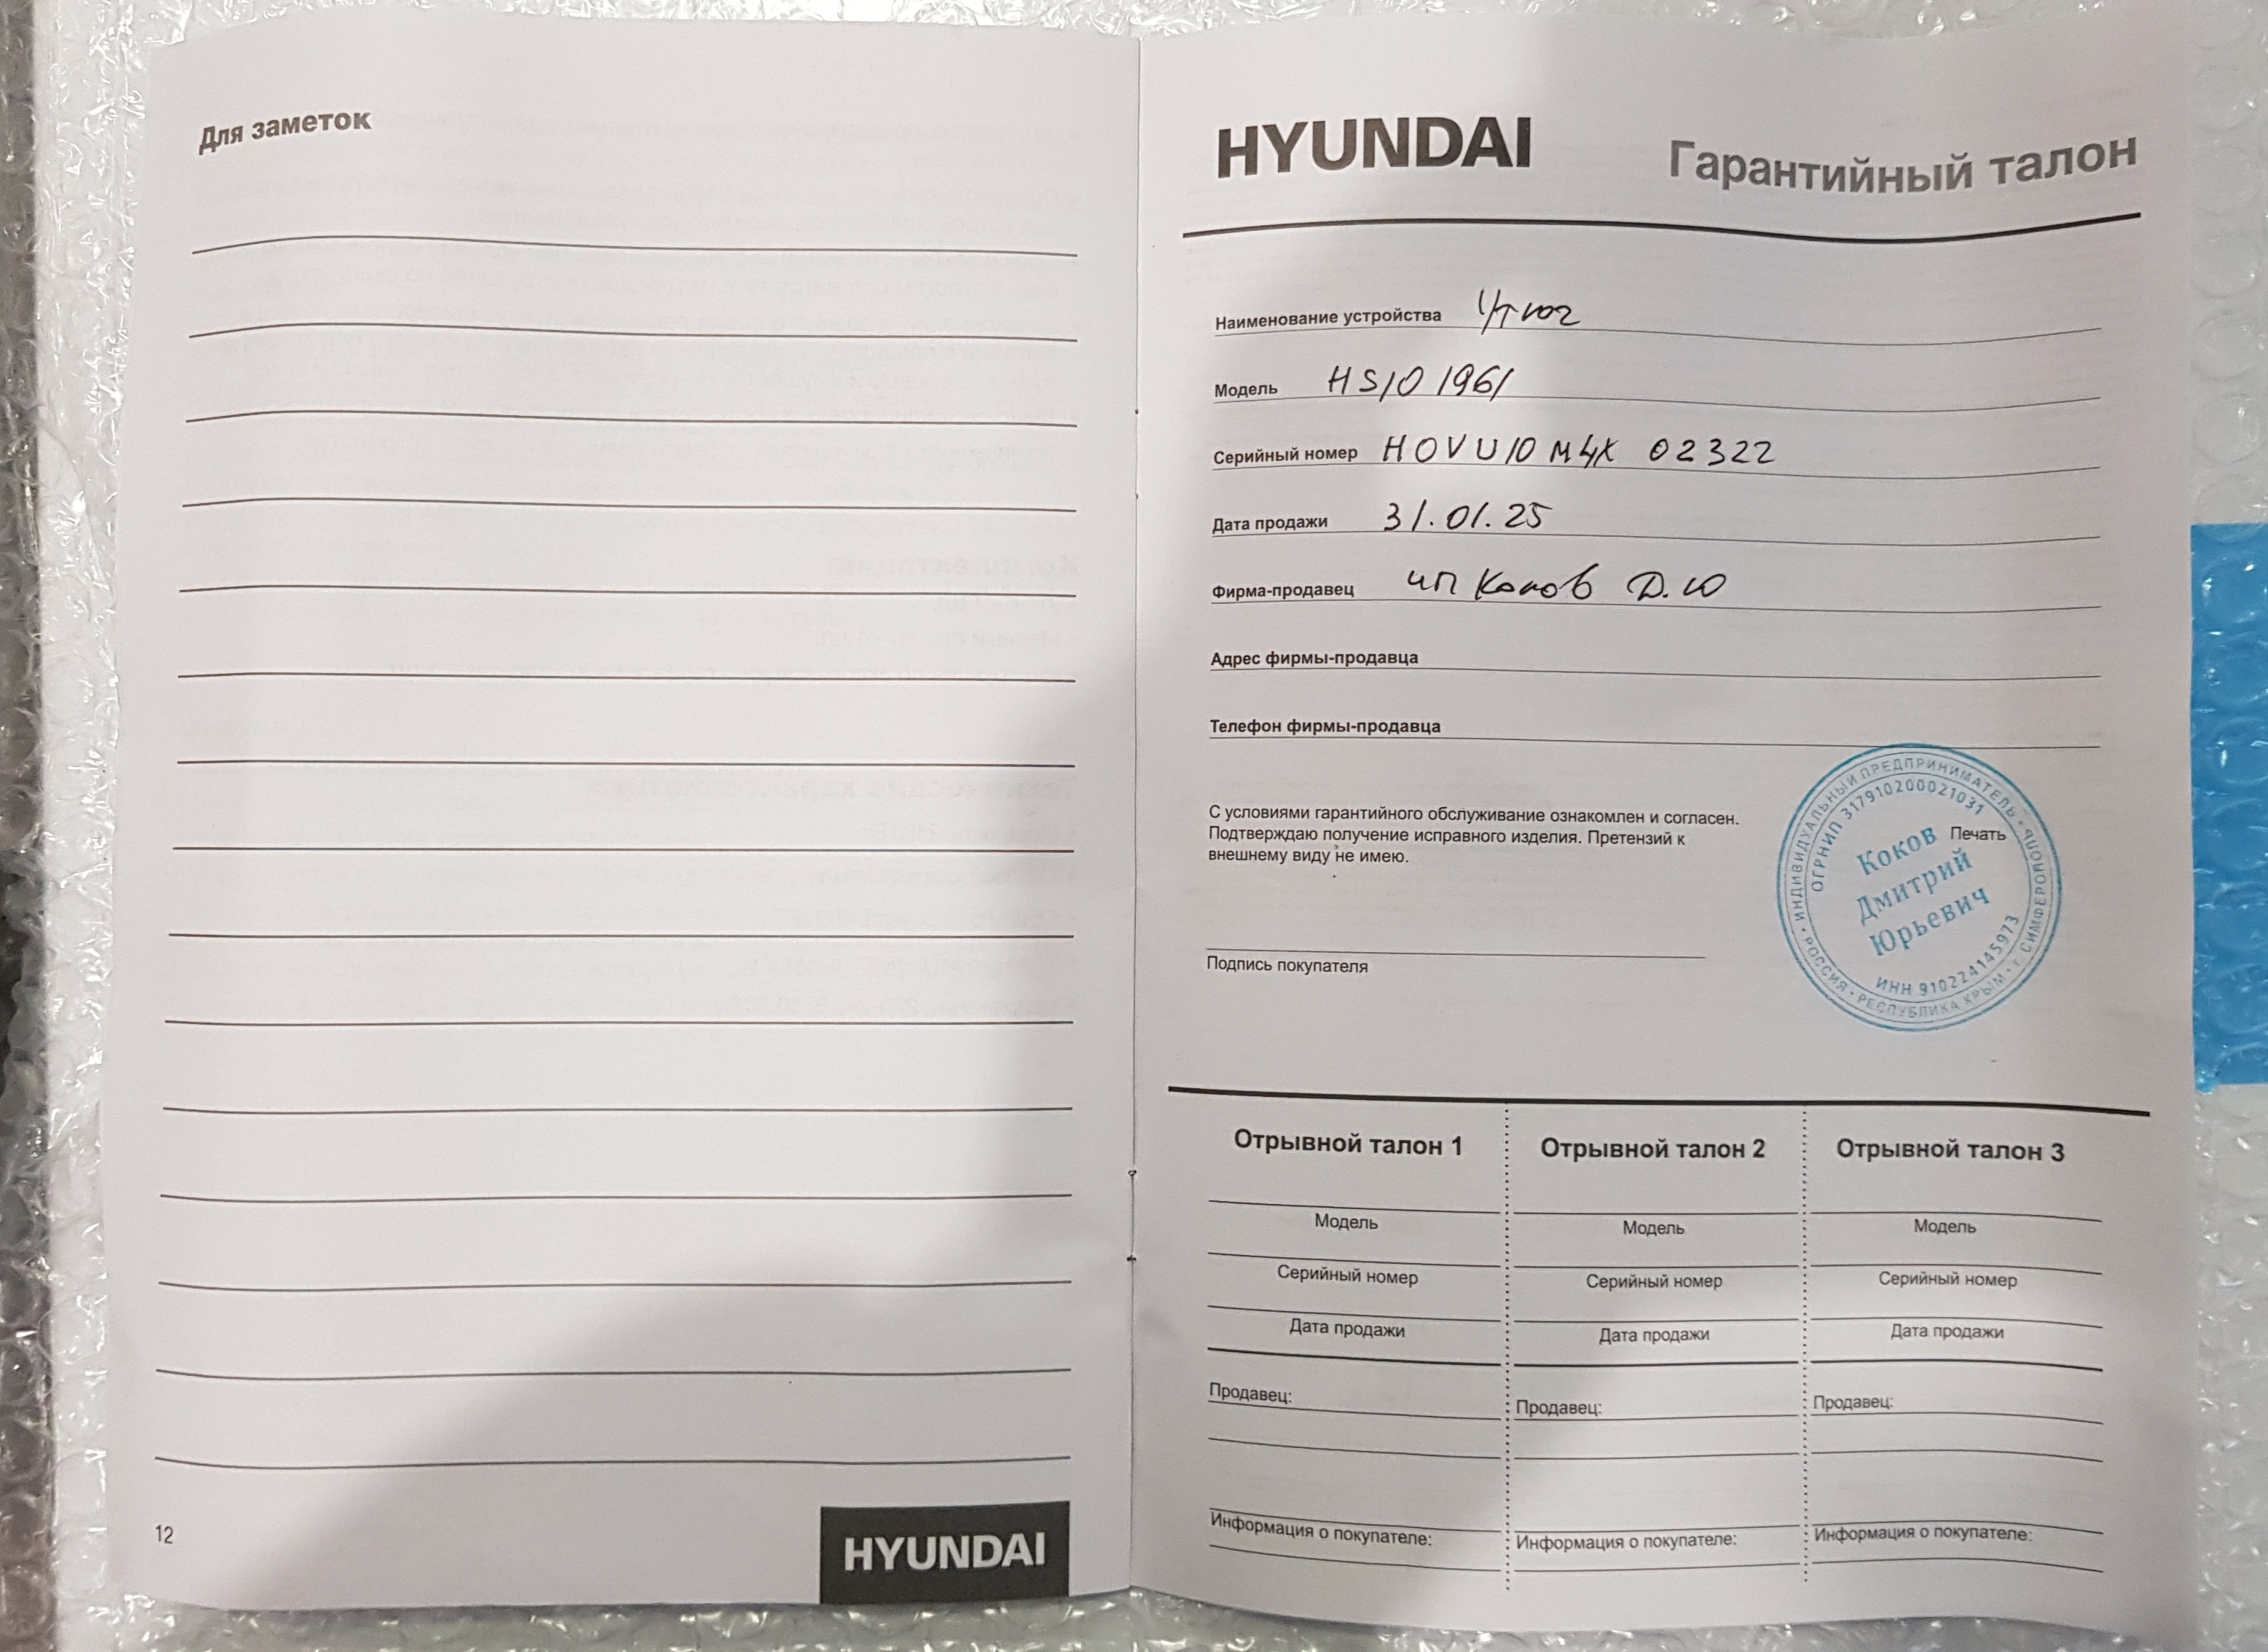 Для заметок
12
HYUNDAI
HYUNDAI Гарантийный талон
Наименование устройства Утюг
Модель HSIO 1961
Серийный номер HOVU10M4X 02322
Дата продажи 31.01.25
Фирма-продавец ИП Коков Д.Ю
Адрес фирмы-продавца
Телефон фирмы-продавца
С условиями гарантийного обслуживание ознакомлен и согласен.
Подтверждаю получение исправного изделия. Претензий к
внешнему виду не имею.
Печать
ИНДИВИДУАЛЬНЫЙ ПРЕДПРИНИМАТЕЛЬ
РОССИЯ • РЕСПУБЛИКА КРЫМ • г. СИМФЕРОПОЛЬ
ОГРНИП 317910200021031
Коков
Дмитрий
Юрьевич
ИНН 910224145973
Подпись покупателя
Отрывной талон 1 Отрывной талон 2 Отрывной талон 3
Модель Модель Модель
Серийный номер Серийный номер Серийный номер
Дата продажи Дата продажи Дата продажи
Продавец: Продавец: Продавец:
Информация о покупателе: Информация о покупателе: Информация о покупателе: